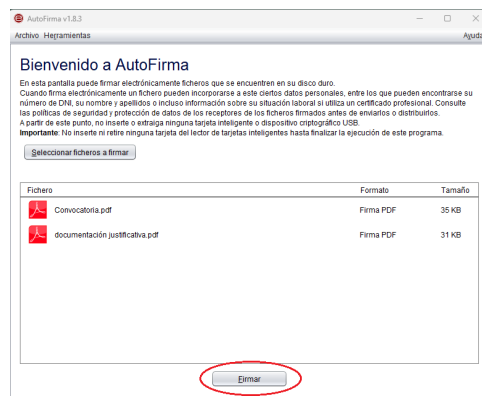 AutoFirma v1.8.3
Archivo Herramientas Ayuda
Bienvenido a AutoFirma
En esta pantalla puede firmar electrónicamente ficheros que se encuentren en su disco duro.
Cuando firma electrónicamente un fichero pueden incorporarse a este ciertos datos personales, entre los que pueden encontrarse su
número de DNI, su nombre y apellidos o incluso información sobre su situación laboral si utiliza un certificado profesional. Consulte
las políticas de seguridad y protección de datos de los receptores de los ficheros firmados antes de enviarlos o distribuirlos.
A partir de este punto, no inserte o extraiga ninguna tarjeta inteligente o dispositivo criptográfico USB.
Importante: No inserte ni retire ninguna tarjeta del lector de tarjetas inteligentes hasta finalizar la ejecución de este programa.
Seleccionar ficheros a firmar
Fichero Formato Tamaño
Convocatoria.pdf Firma PDF 35 KB
documentación justificativa.pdf Firma PDF 31 KB
Firmar